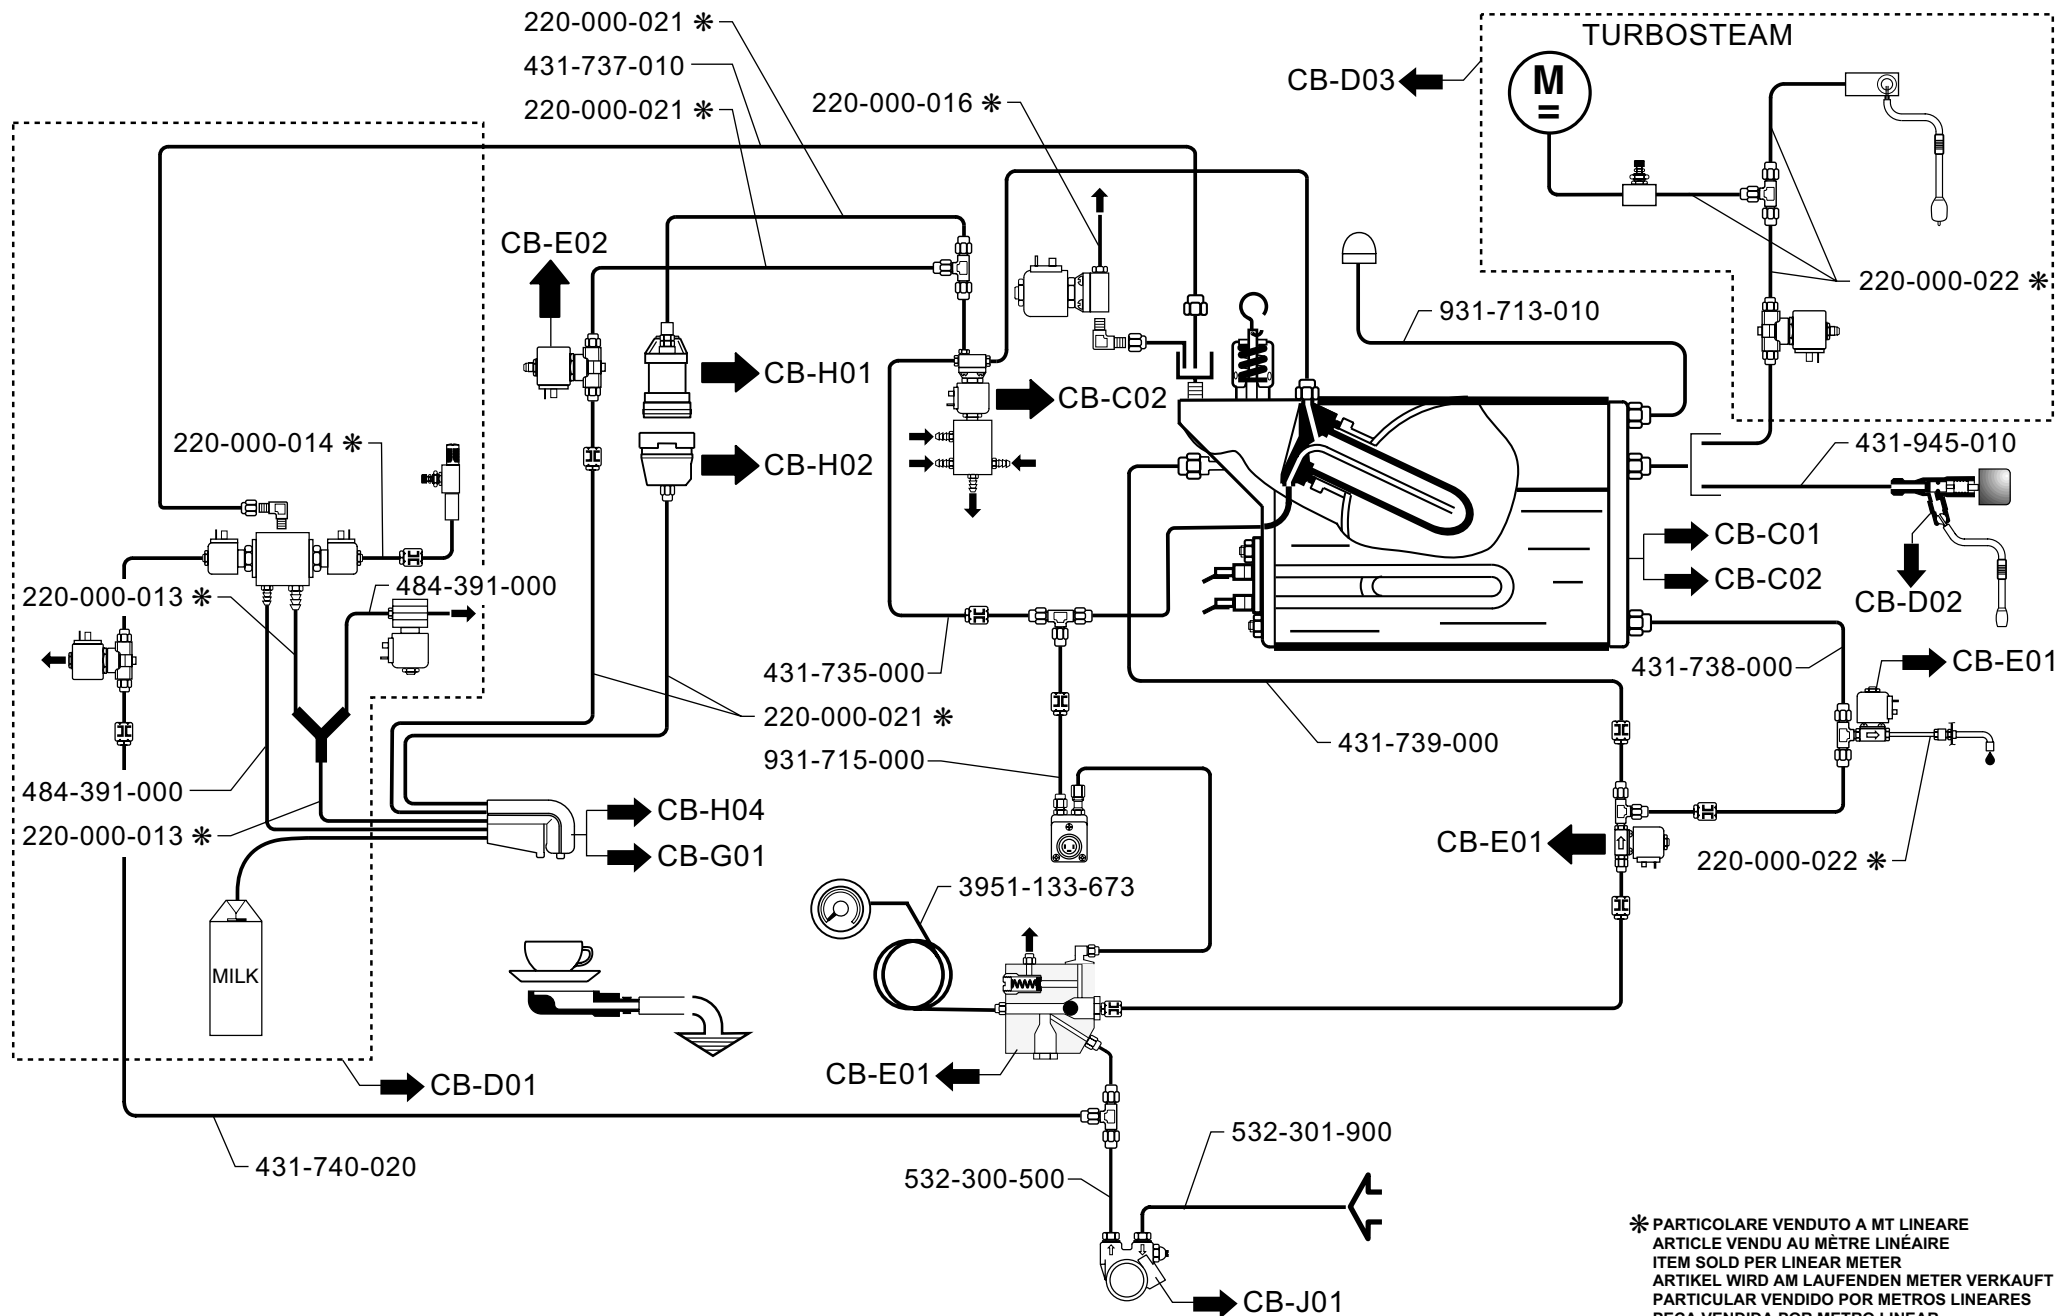 220-000-021 *
431-737-010
220-000-021 *
220-000-016 *
CB-D03
TURBOSTEAM
M
=
CB-E02
220-000-022 *
931-713-010
CB-H01
CB-C02
220-000-014 *
CB-H02
431-945-010
CB-C01
CB-C02
CB-D02
220-000-013 *
484-391-000
431-735-000
220-000-021 *
931-715-000
431-738-000
CB-E01
431-739-000
484-391-000
220-000-013 *
CB-H04
CB-G01
CB-E01
220-000-022 *
3951-133-673
MILK
CB-E01
CB-D01
431-740-020
532-301-900
532-300-500
CB-J01
* PARTICOLARE VENDUTO A MT LINEARE
ARTICLE VENDU AU MÈTRE LINÉAIRE
ITEM SOLD PER LINEAR METER
ARTIKEL WIRD AM LAUFENDEN METER VERKAUFT
PARTICULAR VENDIDO POR METROS LINEARES